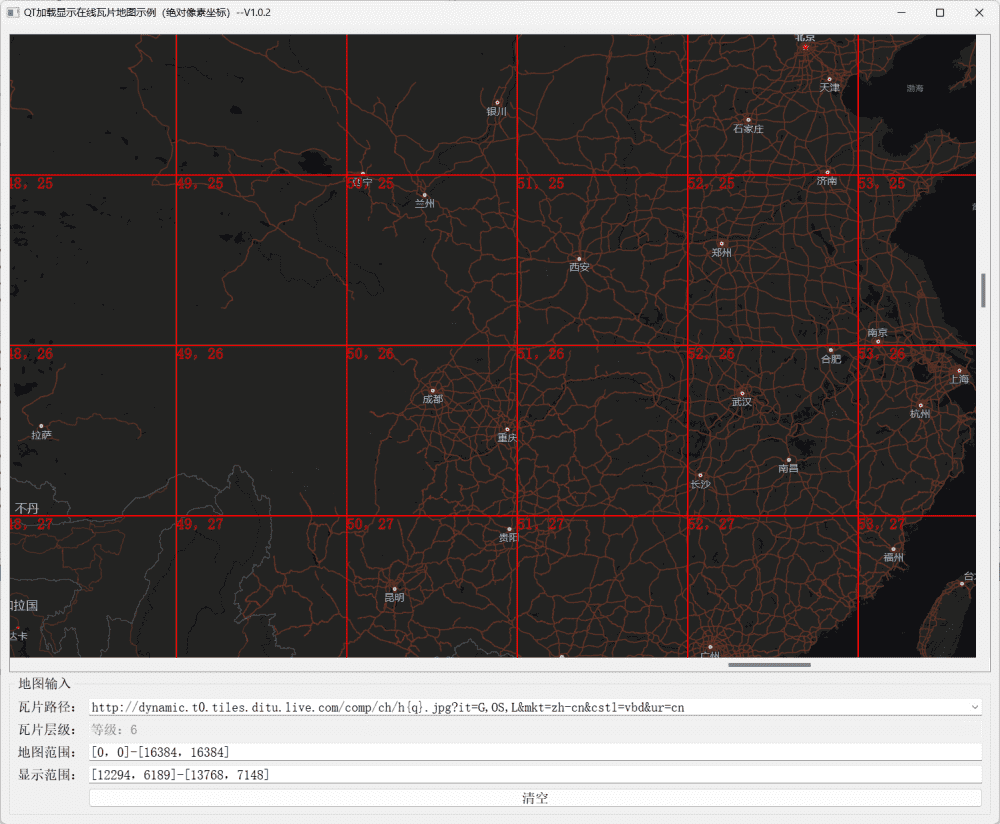 QT加载显示在线瓦片地图示例（绝对像素坐标）--V1.0.2
北京
天津
渤海
银川
石家庄
48, 25
49, 25
50, 25
51, 25
52, 25
济南
53, 25
兰州
郑州
西安
南京
48, 26
49, 26
50, 26
51, 26
52, 26
合肥
53, 26
上海
成都
武汉
杭州
拉萨
重庆
南昌
长沙
不丹
48, 27
49, 27
50, 27
51, 27
52, 27
53, 27
贵阳
福州
昆明
拉国
达卡
广州
地图输入
瓦片路径：
http://dynamic.t0.tiles.ditu.live.com/comp/ch/h{q}.jpg?it=G,OS,L&mkt=zh-cn&cstl=vbd&ur=cn
瓦片层级：
等级：6
地图范围：
[0, 0]-[16384, 16384]
显示范围：
[12294, 6189]-[13768, 7148]
清空